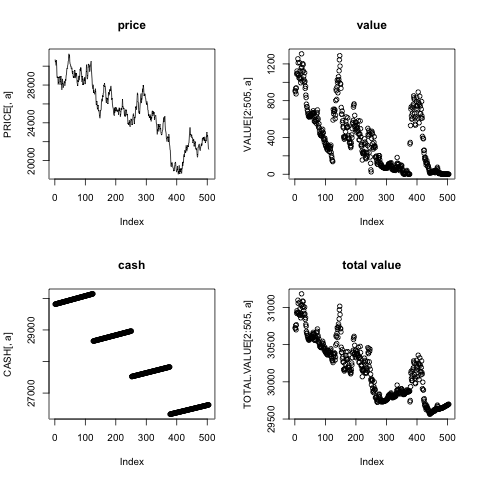 price
PRICE[, a]
20000 24000 28000
0 100 200 300 400 500
Index
value
VALUE[2:505, a]
0 400 800 1200
0 100 200 300 400 500
Index
cash
CASH[, a]
27000 29000
0 100 200 300 400 500
Index
total value
TOTAL.VALUE[2:505, a]
29500 30000 31000
0 100 200 300 400 500
Index